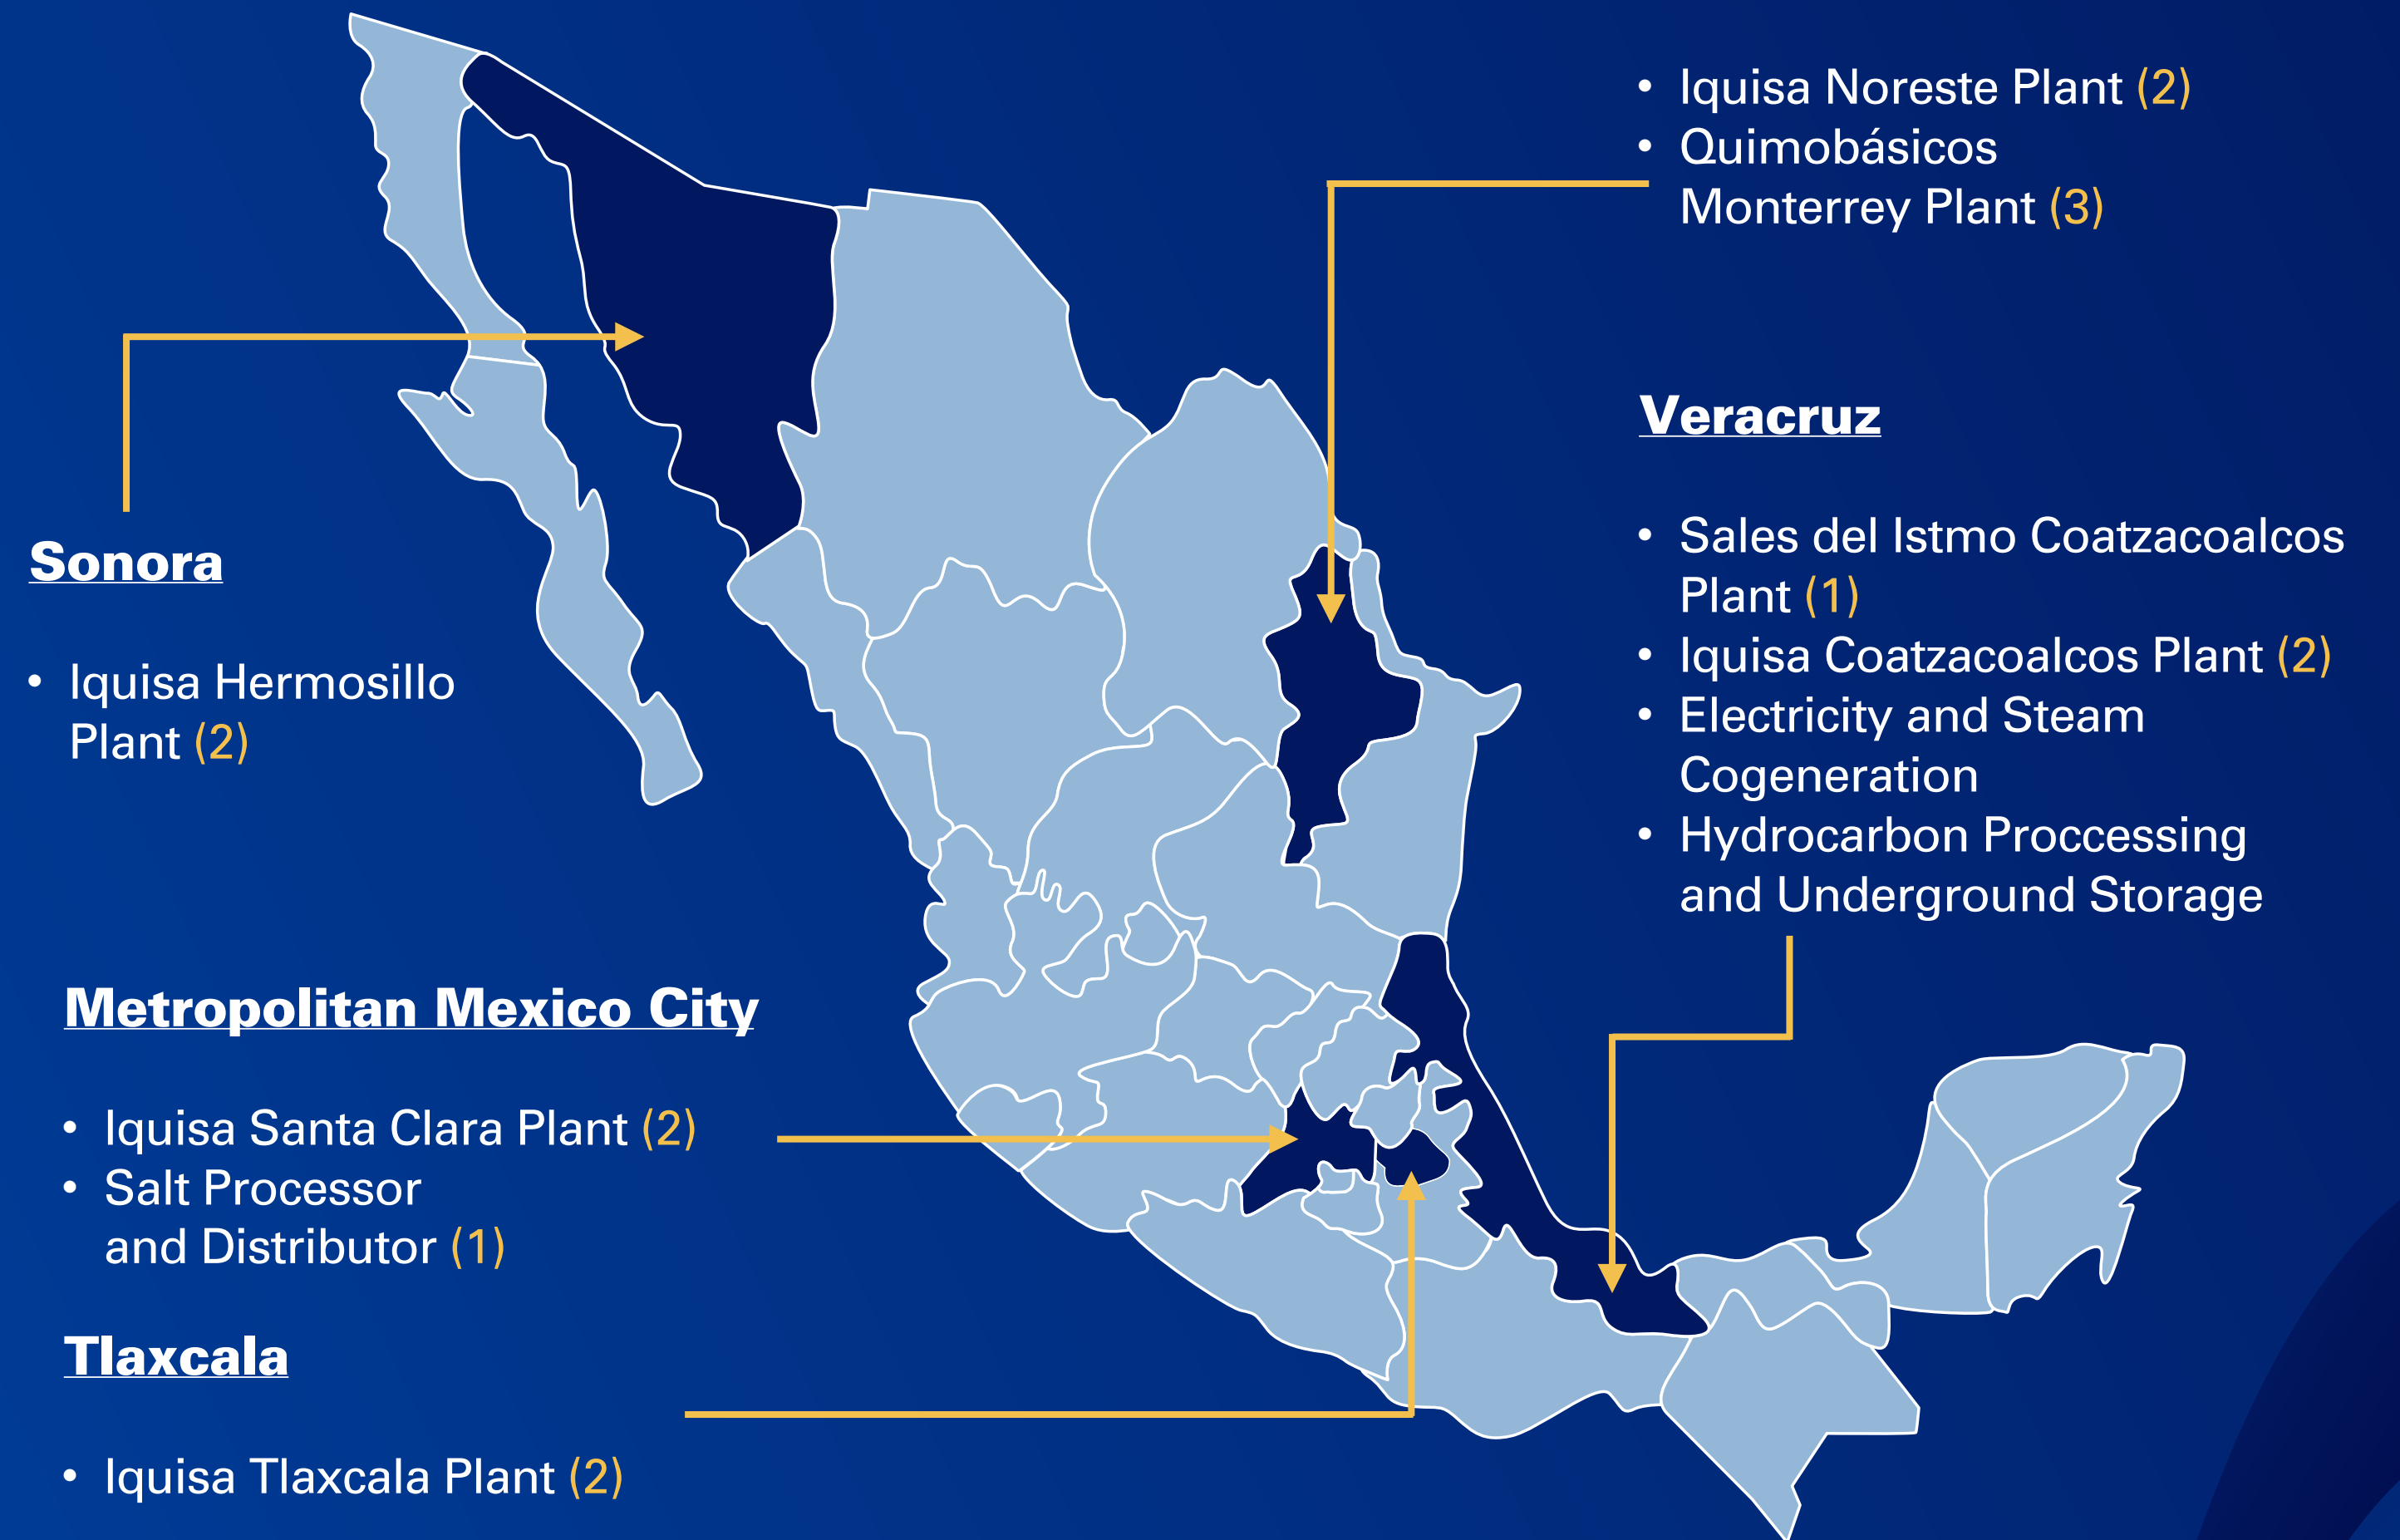 • Iquisa Noreste Plant (2)
• Quimobásicos
Monterrey Plant (3)
Veracruz
• Sales del Istmo Coatzacoalcos
Plant (1)
• Iquisa Coatzacoalcos Plant (2)
• Electricity and Steam
Cogeneration
• Hydrocarbon Proccessing
and Underground Storage
Sonora
• Iquisa Hermosillo
Plant (2)
Metropolitan Mexico City
• Iquisa Santa Clara Plant (2)
• Salt Processor
and Distributor (1)
Tlaxcala
• Iquisa Tlaxcala Plant (2)